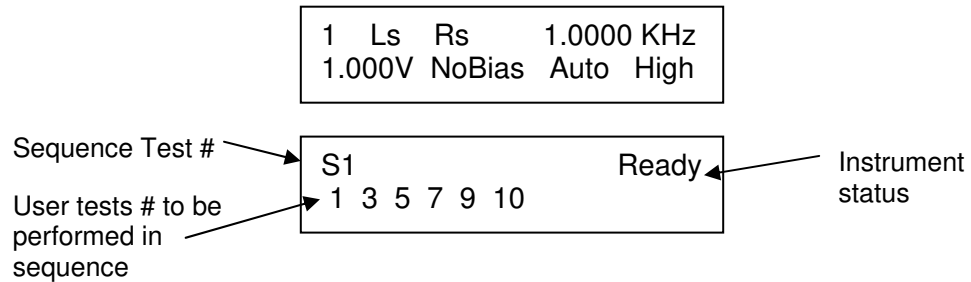 1 Ls Rs 1.0000 KHz
1.000V NoBias Auto High
Sequence Test #
S1 Ready
Instrument
status
1 3 5 7 9 10
User tests # to be
performed in
sequence